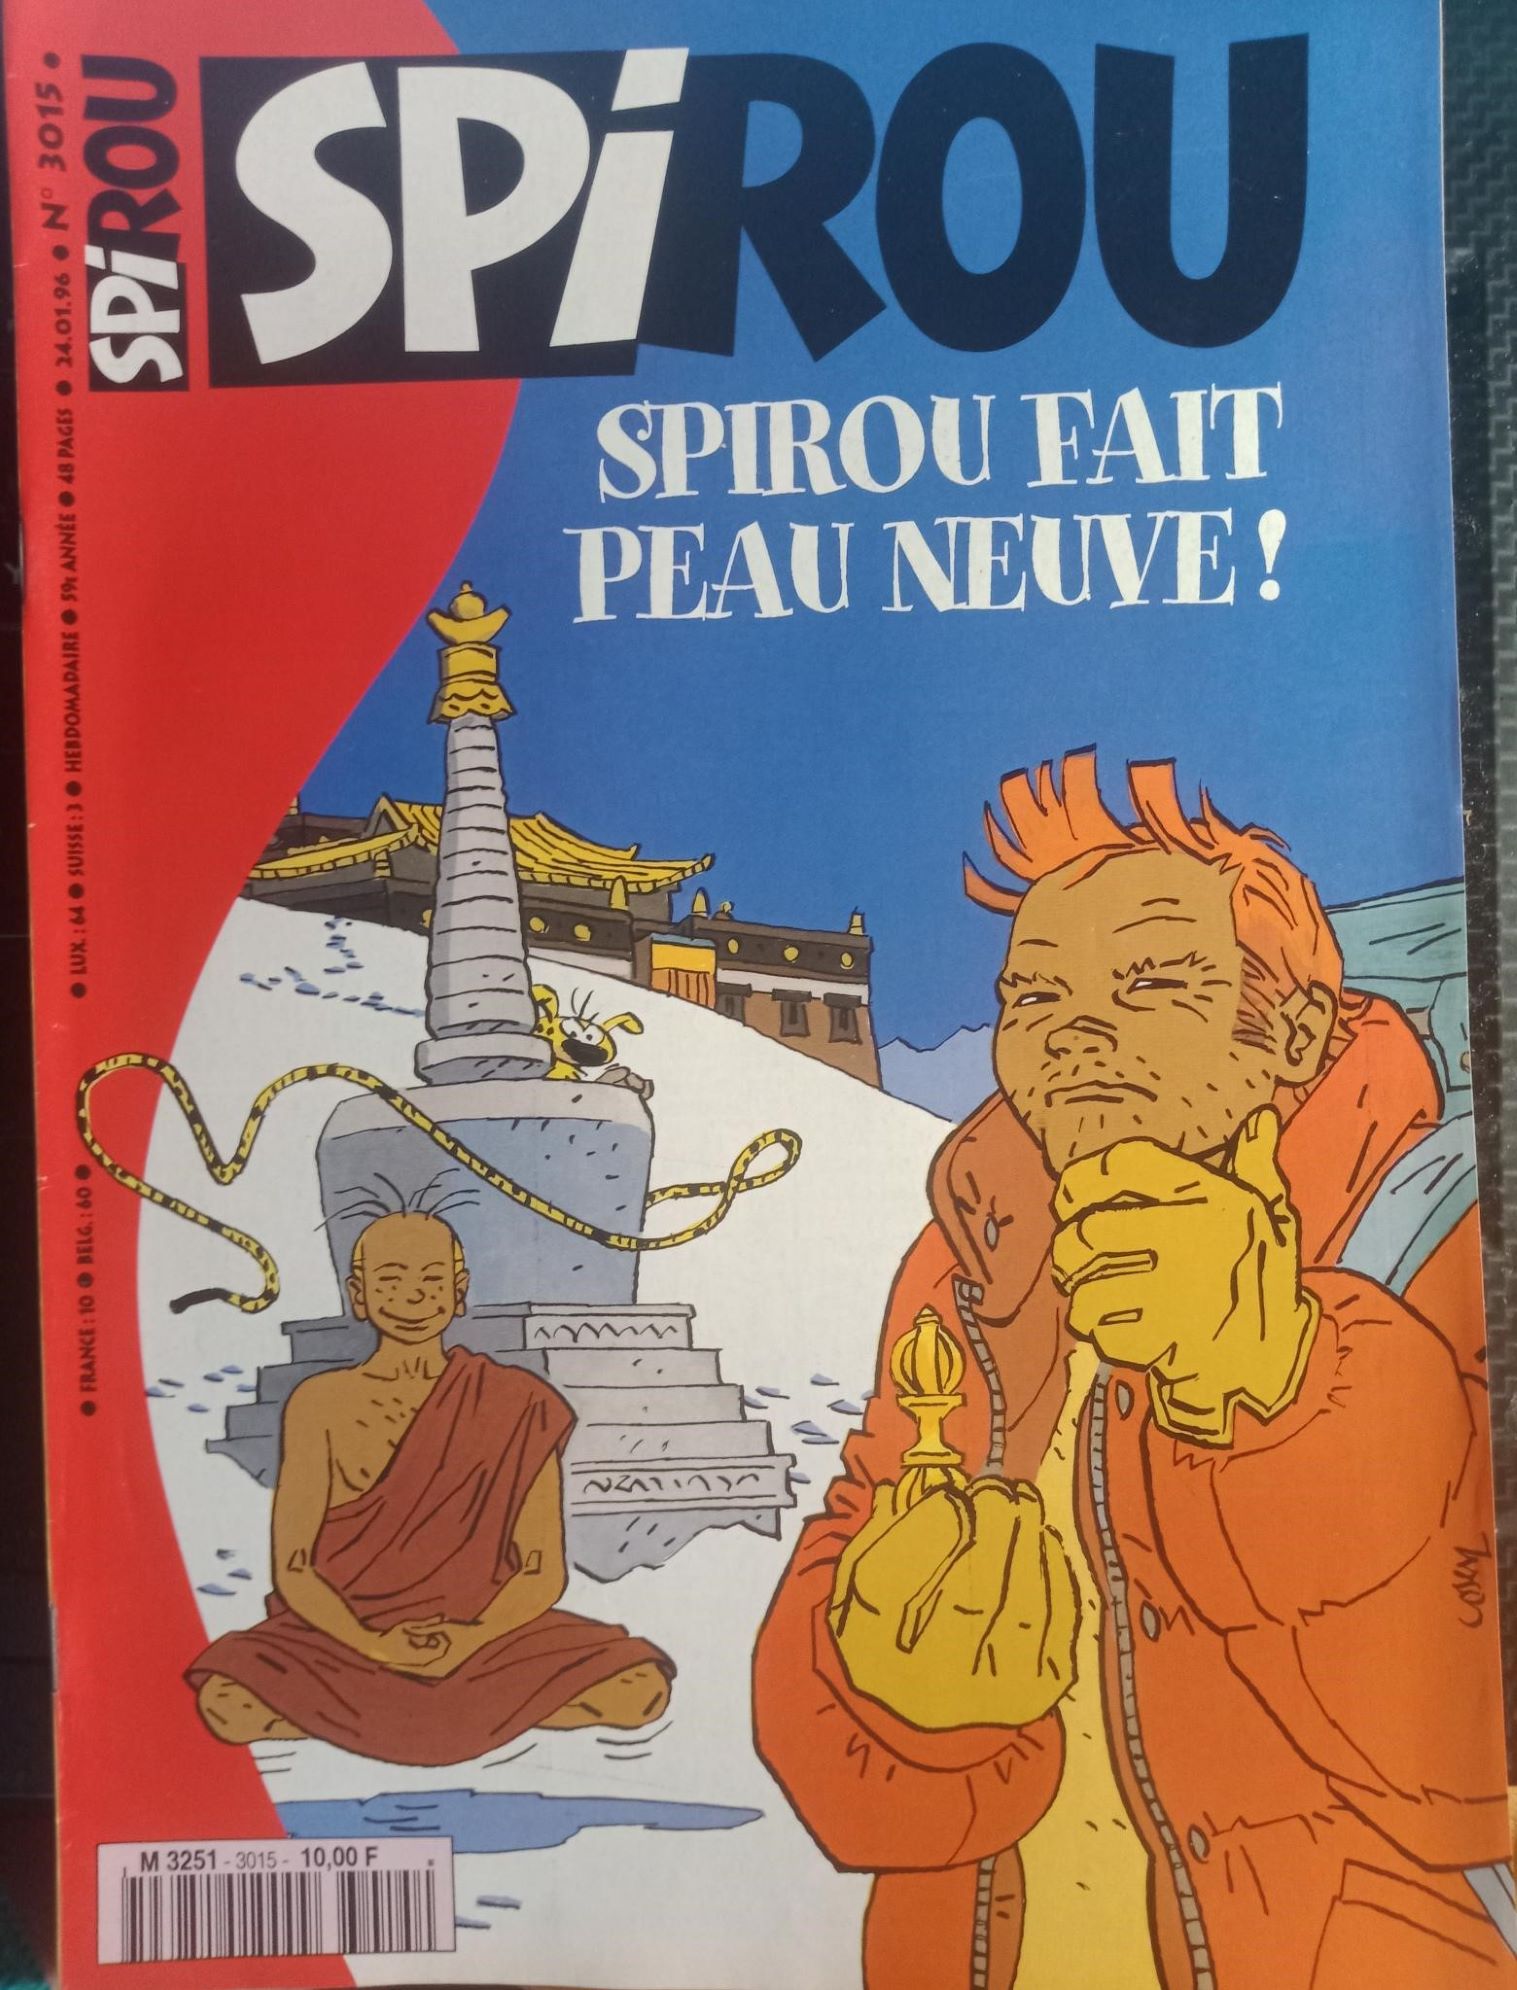 SPiROU
SPIROU FAIT
PEAU NEUVE !
SPiROU
• FRANCE : 10 • BELG. : 60 • • LUX. : 64 • SUISSE : 3 • HEBDOMADAIRE • 59e ANNÉE • 48 PAGES • 24.01.96 • N° 3015 •
COSEY
M 3251 - 3015 - 10,00 F